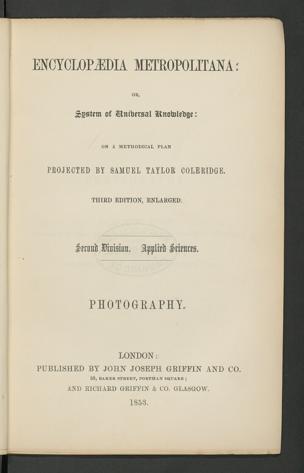 ENCYCLOPÆDIA METROPOLITANA:
OR,
System of Universal Knowledge:
ON A METHODICAL PLAN
PROJECTED BY SAMUEL TAYLOR COLERIDGE.
THIRD EDITION, ENLARGED.
Second Division. Applied Sciences.
PHOTOGRAPHY.
LONDON:
PUBLISHED BY JOHN JOSEPH GRIFFIN AND CO.
53, BAKER STREET, PORTMAN SQUARE;
AND RICHARD GRIFFIN & CO. GLASGOW.
1853.